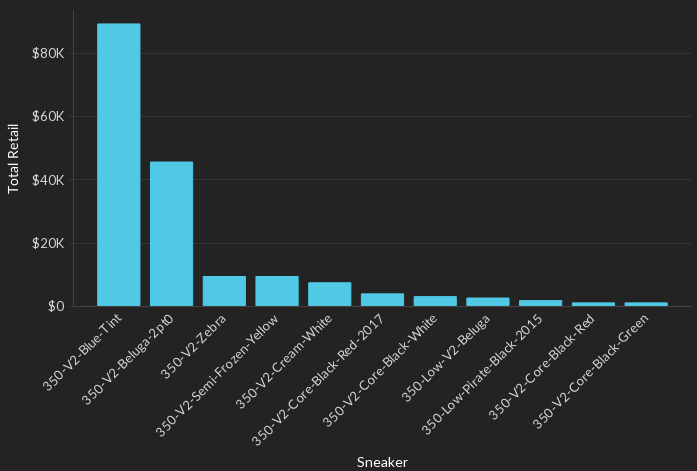 Total Retail
$80K
$60K
$40K
$20K
$0
350-V2-Blue-Tint
350-V2-Beluga-2pt0
350-V2-Zebra
350-V2-Semi-Frozen-Yellow
350-V2-Cream-White
350-V2-Core-Black-Red-2017
350-V2-Core-Black-White
350-Low-V2-Beluga
350-Low-Pirate-Black-2015
350-V2-Core-Black-Red
350-V2-Core-Black-Green
Sneaker